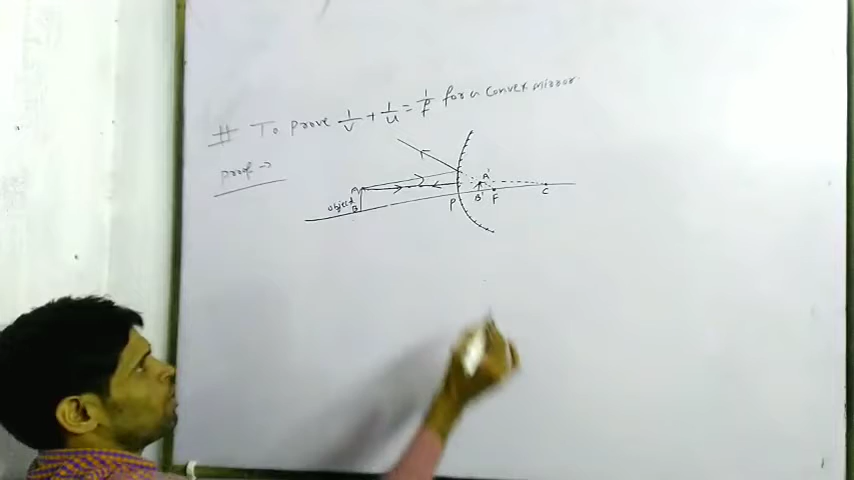 # To prove 1/v + 1/u = 1/f for a convex mirror
proof →
A
object
B
P
A'
B'
F
C